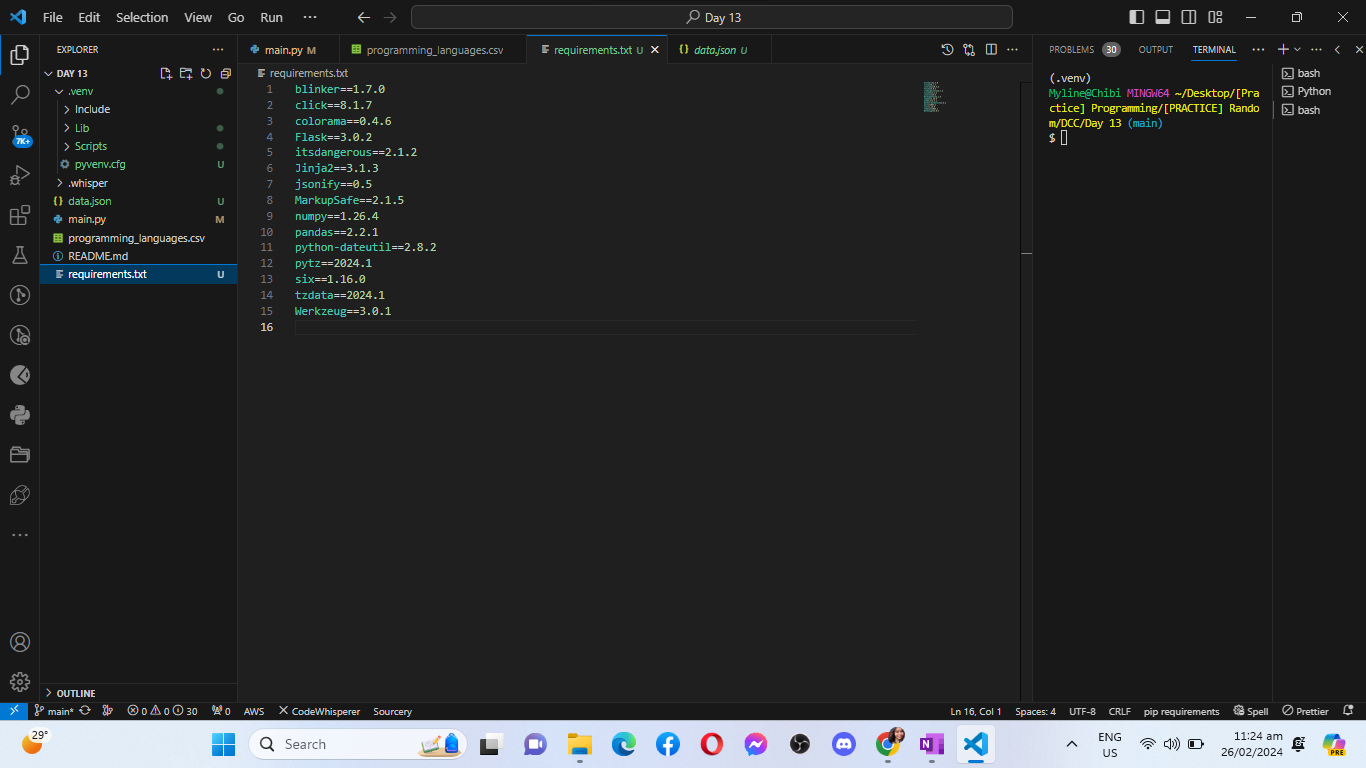 File Edit Selection View Go Run ··· Day 13
EXPLORER
DAY 13
.venv
Include
Lib
Scripts
pyvenv.cfg U
.whisper
data.json U
main.py M
programming_languages.csv
README.md
requirements.txt U
OUTLINE
7K+
main.py M programming_languages.csv requirements.txt U data.json U
requirements.txt
1 blinker==1.7.0
2 click==8.1.7
3 colorama==0.4.6
4 Flask==3.0.2
5 itsdangerous==2.1.2
6 Jinja2==3.1.3
7 jsonify==0.5
8 MarkupSafe==2.1.5
9 numpy==1.26.4
10 pandas==2.2.1
11 python-dateutil==2.8.2
12 pytz==2024.1
13 six==1.16.0
14 tzdata==2024.1
15 Werkzeug==3.0.1
16
PROBLEMS 30 OUTPUT TERMINAL
(.venv)
Myline@Chibi MINGW64 ~/Desktop/[Pra
ctice] Programming/[PRACTICE] Rando
m/DCC/Day 13 (main)
$
bash
Python
bash
main* 0 0 30 0 AWS CodeWhisperer Sourcery
Ln 16, Col 1 Spaces: 4 UTF-8 CRLF pip requirements Spell Prettier
29°
Search
ENG
US
11:24 am
26/02/2024
PRE